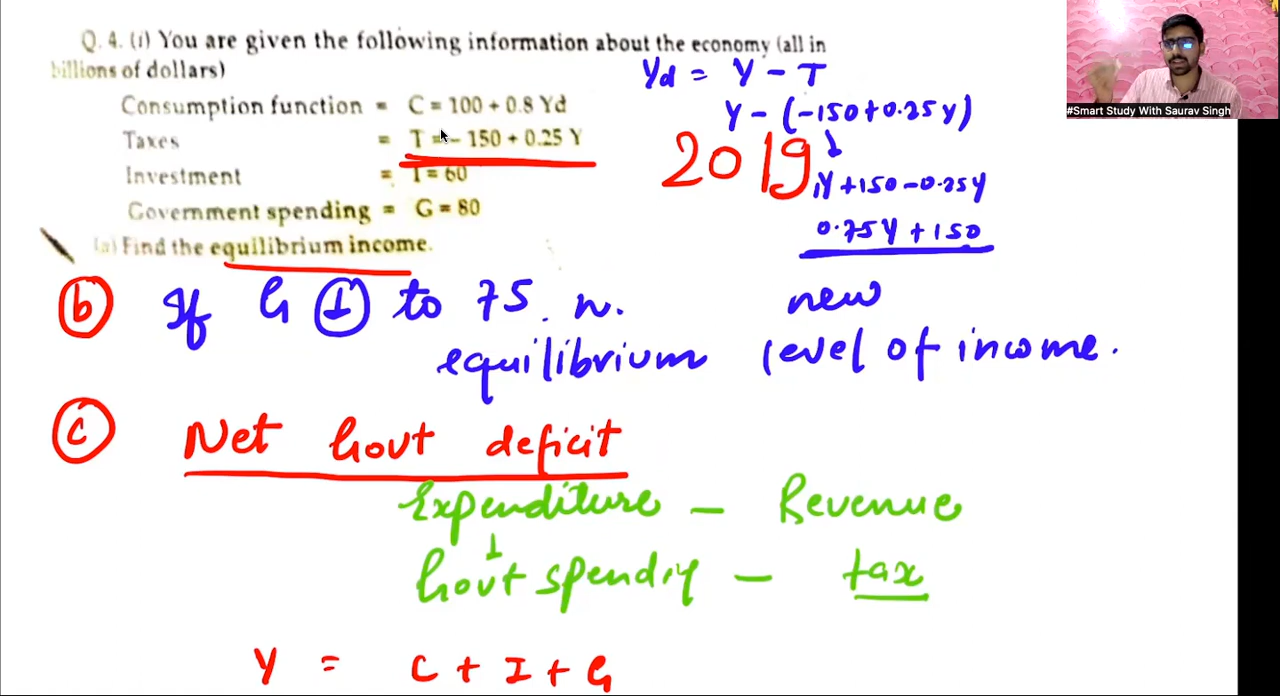 Q. 4. (i) You are given the following information about the economy (all in
billions of dollars)
Consumption function = C = 100 + 0.8 Yd
Taxes = T = - 150 + 0.25 Y
Investment = I = 60
Government spending = G = 80
(a) Find the equilibrium income.
Yd = Y - T
Y - (-150+0.25Y)
2019
Y+150-0.25Y
0.75Y + 150
#Smart Study With Saurav Singh
(b) If G ↓ to 75. n. new
equilibrium level of income.
(c) Net Govt deficit
Expenditure - Revenue
Govt spending - tax
Y = C + I + G